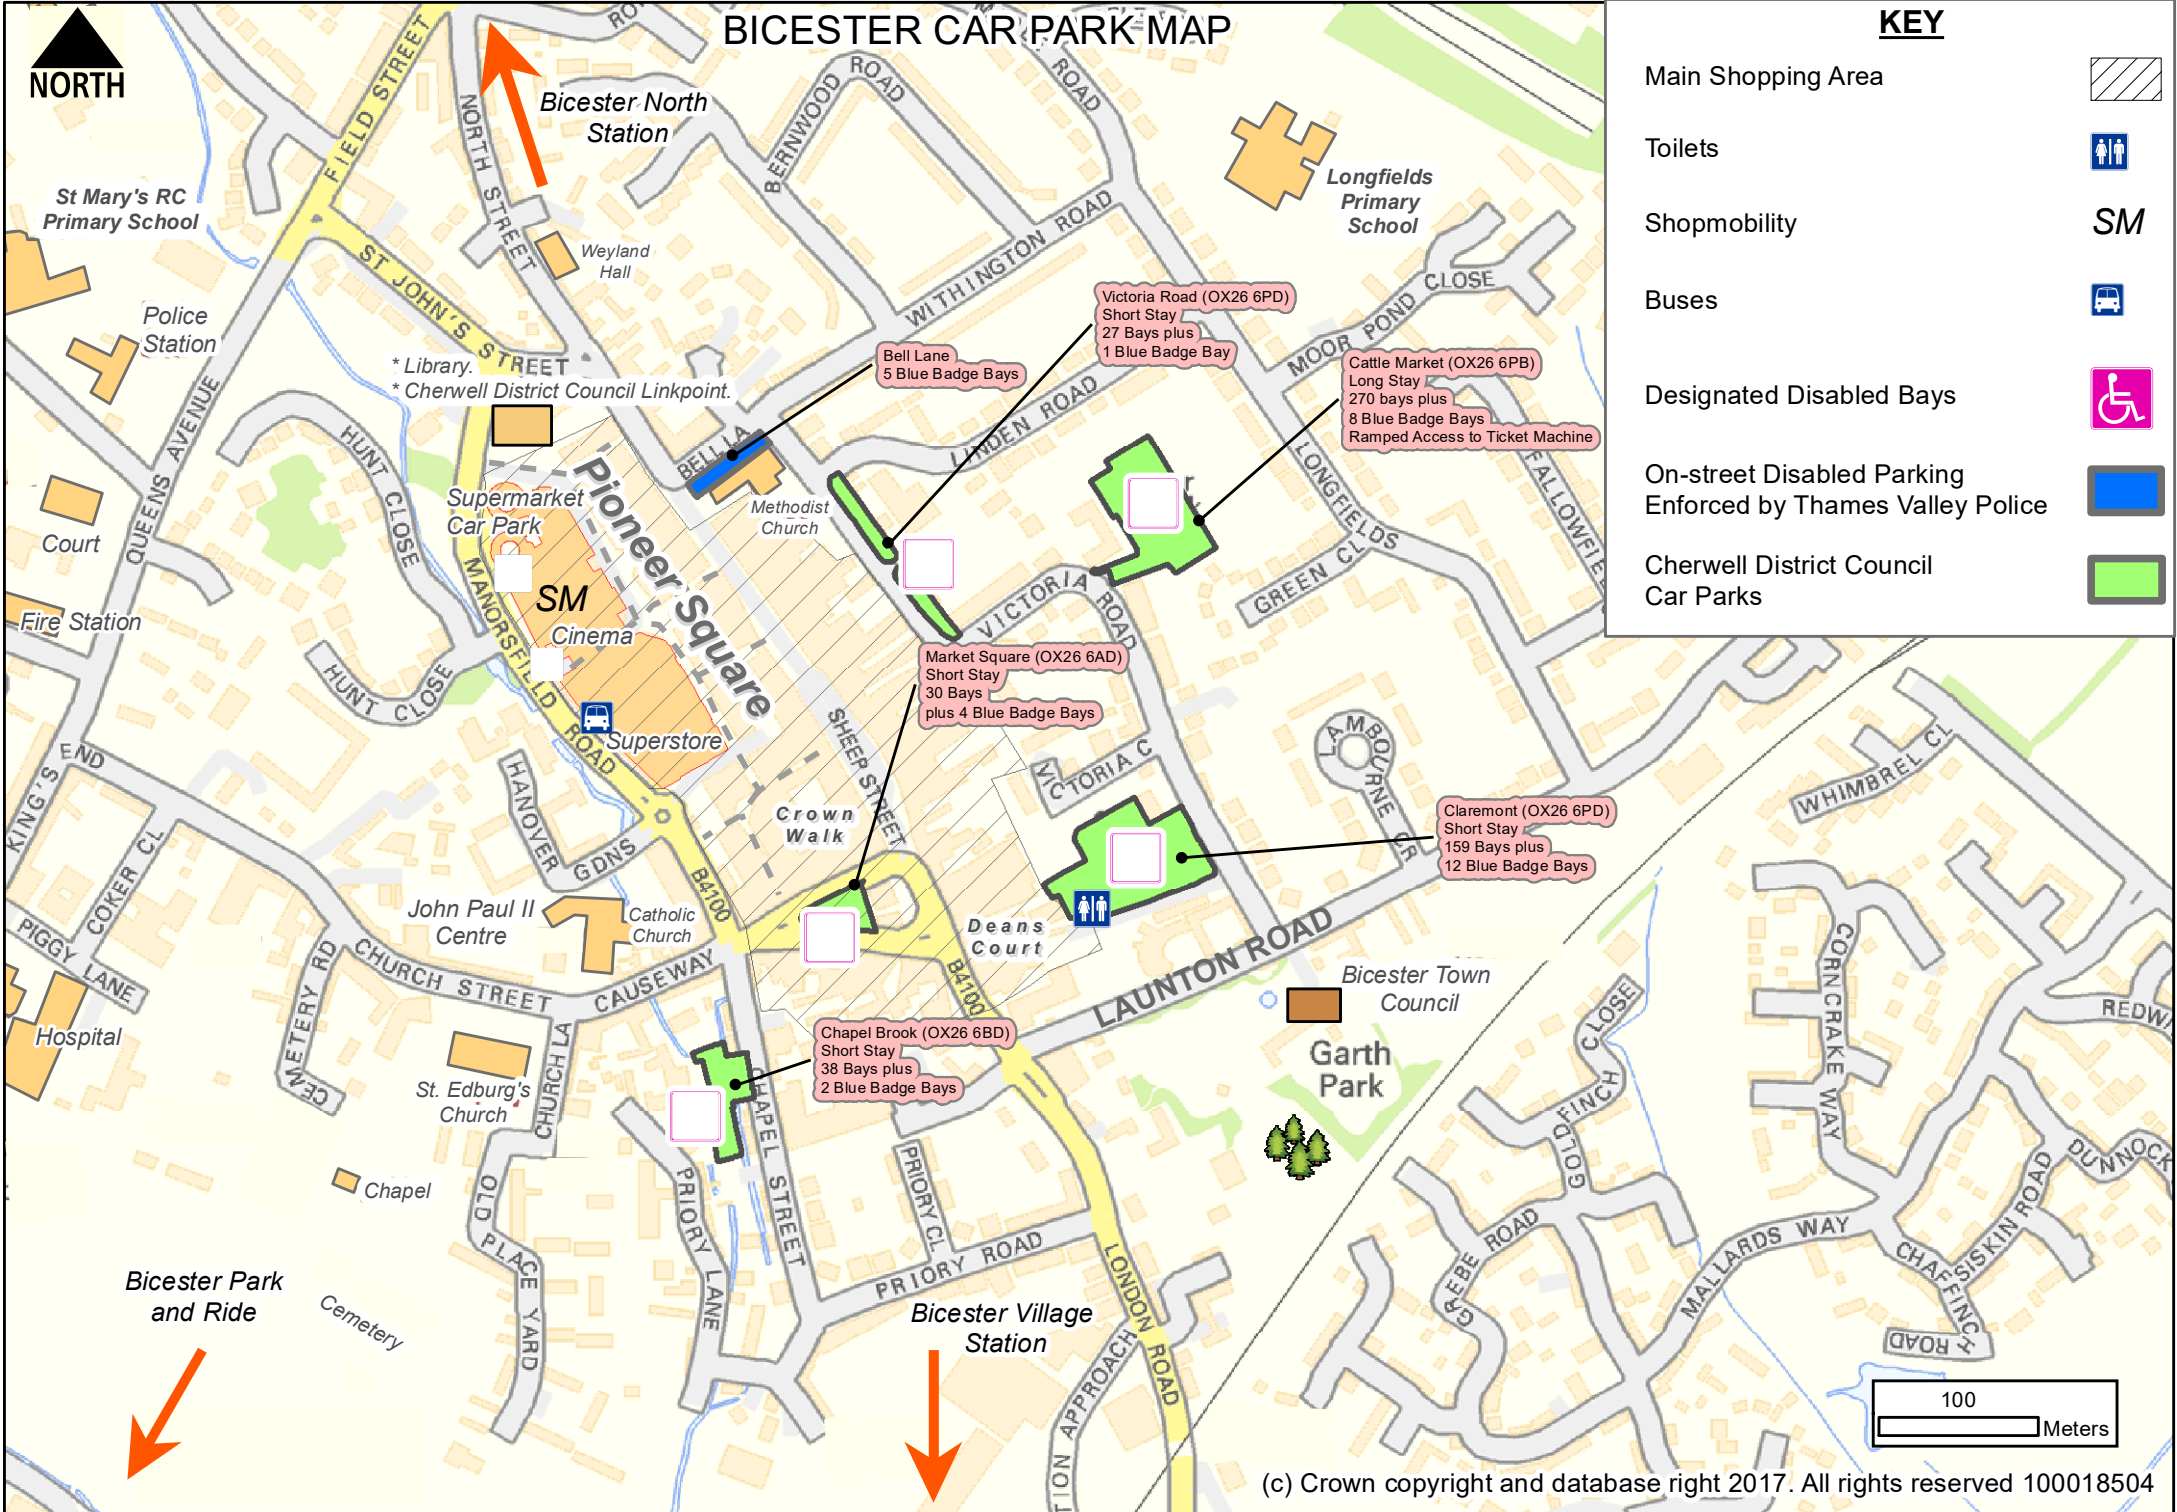 BICESTER CAR PARK MAP
NORTH
KEY
Main Shopping Area
Toilets
Shopmobility
SM
Buses
Designated Disabled Bays
On-street Disabled Parking
Enforced by Thames Valley Police
Cherwell District Council
Car Parks
FIELD STREET
NORTH STREET
Bicester North
Station
BERNWOOD ROAD
ROAD
Longfields
Primary
School
St Mary's RC
Primary School
Weyland
Hall
WITHINGTON ROAD
MOOR POND CLOSE
ST JOHN'S STREET
Police
Station
* Library.
* Cherwell District Council Linkpoint.
Bell Lane
5 Blue Badge Bays
Victoria Road (OX26 6PD)
Short Stay
27 Bays plus
1 Blue Badge Bay
Cattle Market (OX26 6PB)
Long Stay
270 bays plus
8 Blue Badge Bays
Ramped Access to Ticket Machine
LINDEN ROAD
BELL LA
Methodist
Church
QUEENS AVENUE
HUNT CLOSE
Supermarket
Car Park
Pioneer Square
Court
SM
Cinema
Fire Station
MANORSFIELD ROAD
HUNT CLOSE
Superstore
LONGFIELDS
GREEN CL
VICTORIA ROAD
Market Square (OX26 6AD)
Short Stay
30 Bays
plus 4 Blue Badge Bays
SHEEP STREET
VICTORIA C
LAMBOURNE CR
WHIMBREL CL
KING'S END
HANOVER GDNS
Crown
Walk
Claremont (OX26 6PD)
Short Stay
159 Bays plus
12 Blue Badge Bays
COKER CL
PIGGY LANE
B4100
John Paul II
Centre
Catholic
Church
Deans
Court
B4100
LAUNTON ROAD
Bicester Town
Council
CHURCH STREET
CAUSEWAY
CEMETERY RD
Hospital
St. Edburg's
Church
CHURCH LA
Chapel Brook (OX26 6BD)
Short Stay
38 Bays plus
2 Blue Badge Bays
Garth
Park
CORNCRAKE WAY
GOLDFINCH CLOSE
DUNNOCK
Chapel
OLD PLACE YARD
PRIORY LANE
CHAPEL STREET
PRIORY CL
PRIORY ROAD
LONDON ROAD
GREBE ROAD
MALLARDS WAY
SISKIN ROAD
CHAFFINCH
ROAD
Bicester Park
and Ride
Cemetery
Bicester Village
Station
APPROACH
100
Meters
(c) Crown copyright and database right 2017. All rights reserved 100018504